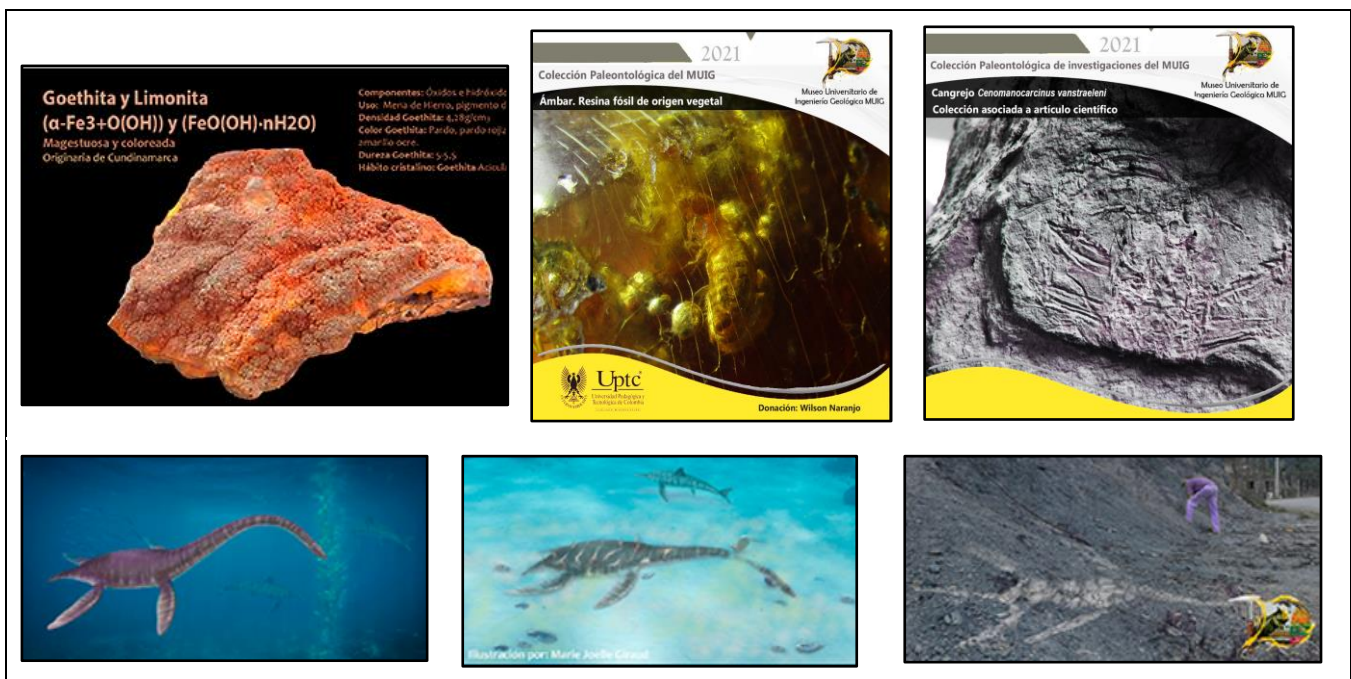 Goethita y Limonita
(α-Fe3+O(OH)) y (FeO(OH)·nH2O)
Magestuosa y coloreada
Originaria de Cundinamarca
Componentes: Óxidos e hidróxid
Uso: Mena de Hierro, pigmento d
Densidad Goethita: 4,28g/cm3
Color Goethita: Pardo, pardo rojiz
amarillo ocre.
Dureza Goethita: 5-5,5
Hábito cristalino: Goethita Acicul
2021
Colección Paleontológica del MUIG
Museo Universitario de
Ingeniería Geológica MUIG
Ámbar. Resina fósil de origen vegetal
Uptc
Universidad Pedagógica y
Tecnológica de Colombia
Donación: Wilson Naranjo
2021
Colección Paleontológica de investigaciones del MUIG
Museo Universitario de
Ingeniería Geológica MUIG
Cangrejo Cenomanocarcinus vanstraeleni
Colección asociada a artículo científico
Ilustración por: Marie Joëlle Giraud